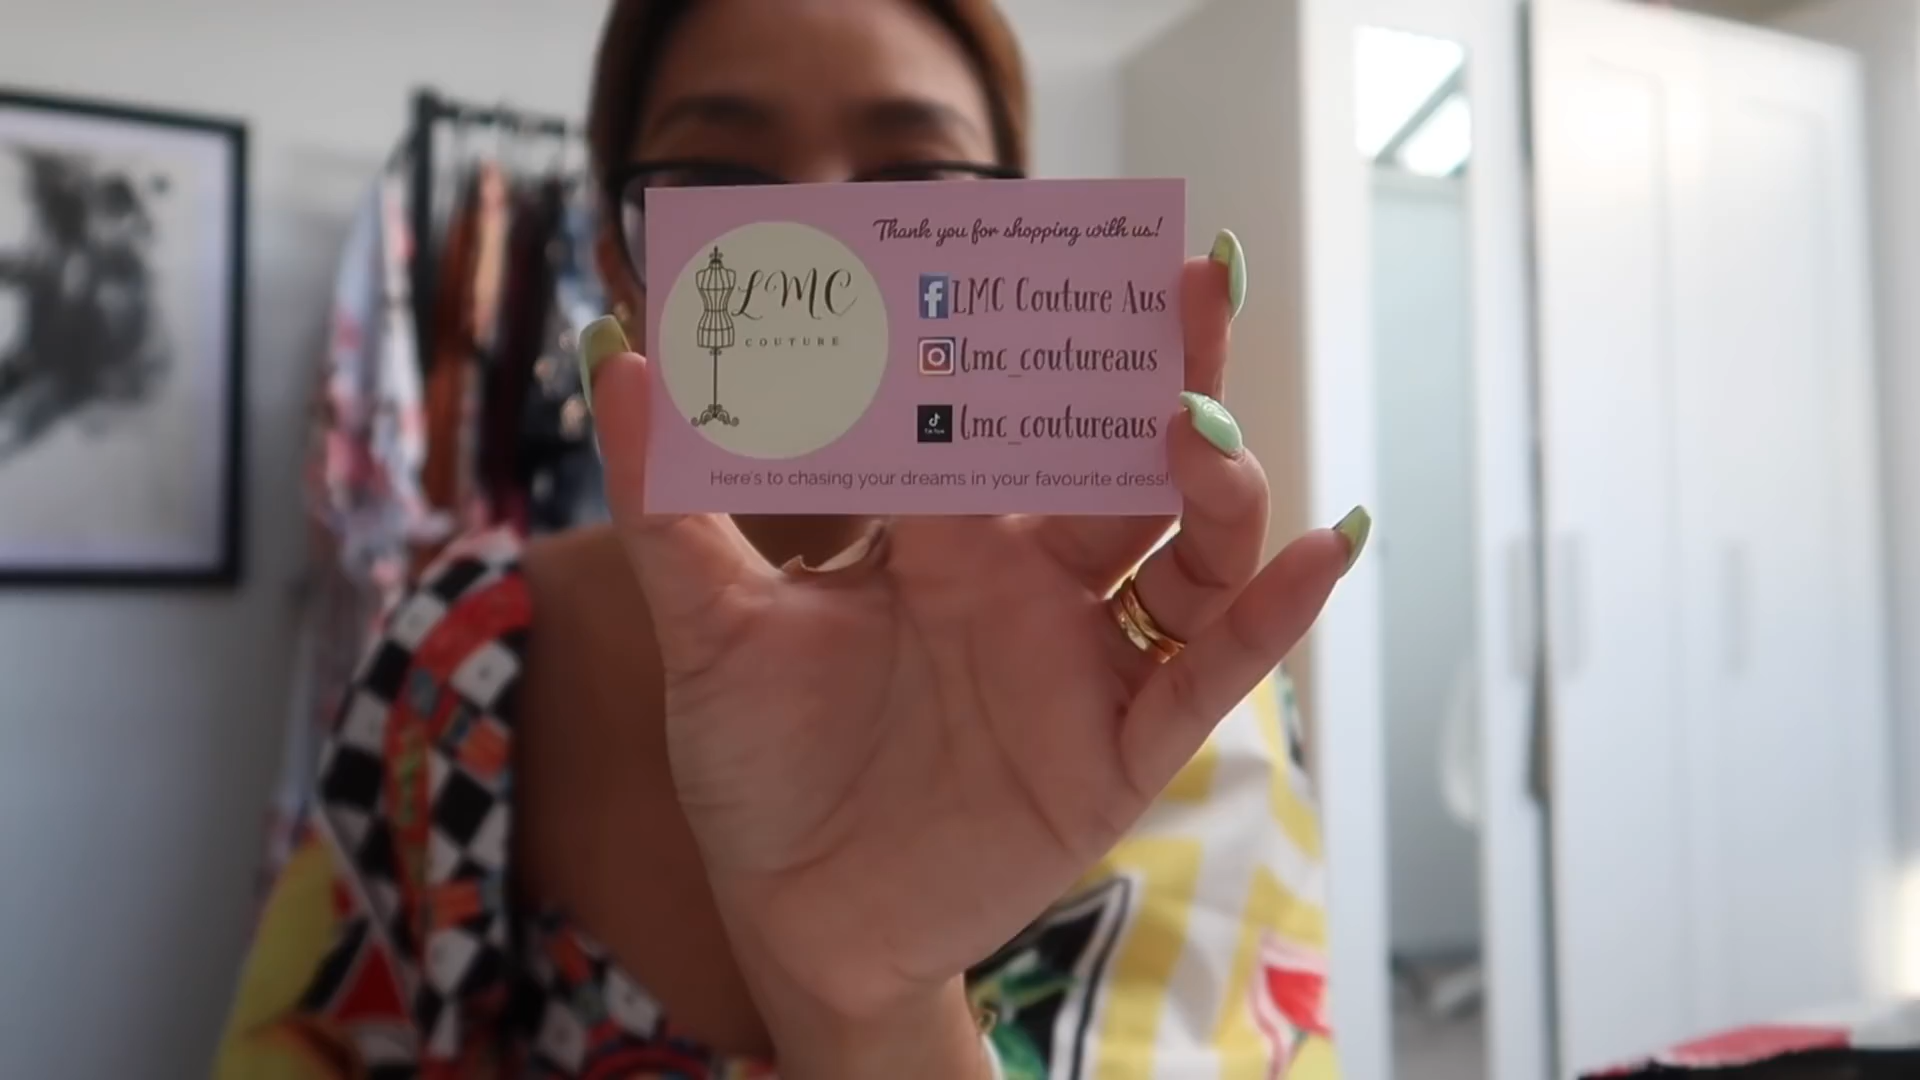 Thank you for shopping with us!
LMC
COUTURE
LMC Couture Aus
lmc_coutureaus
lmc_coutureaus
Here's to chasing your dreams in your favourite dress!